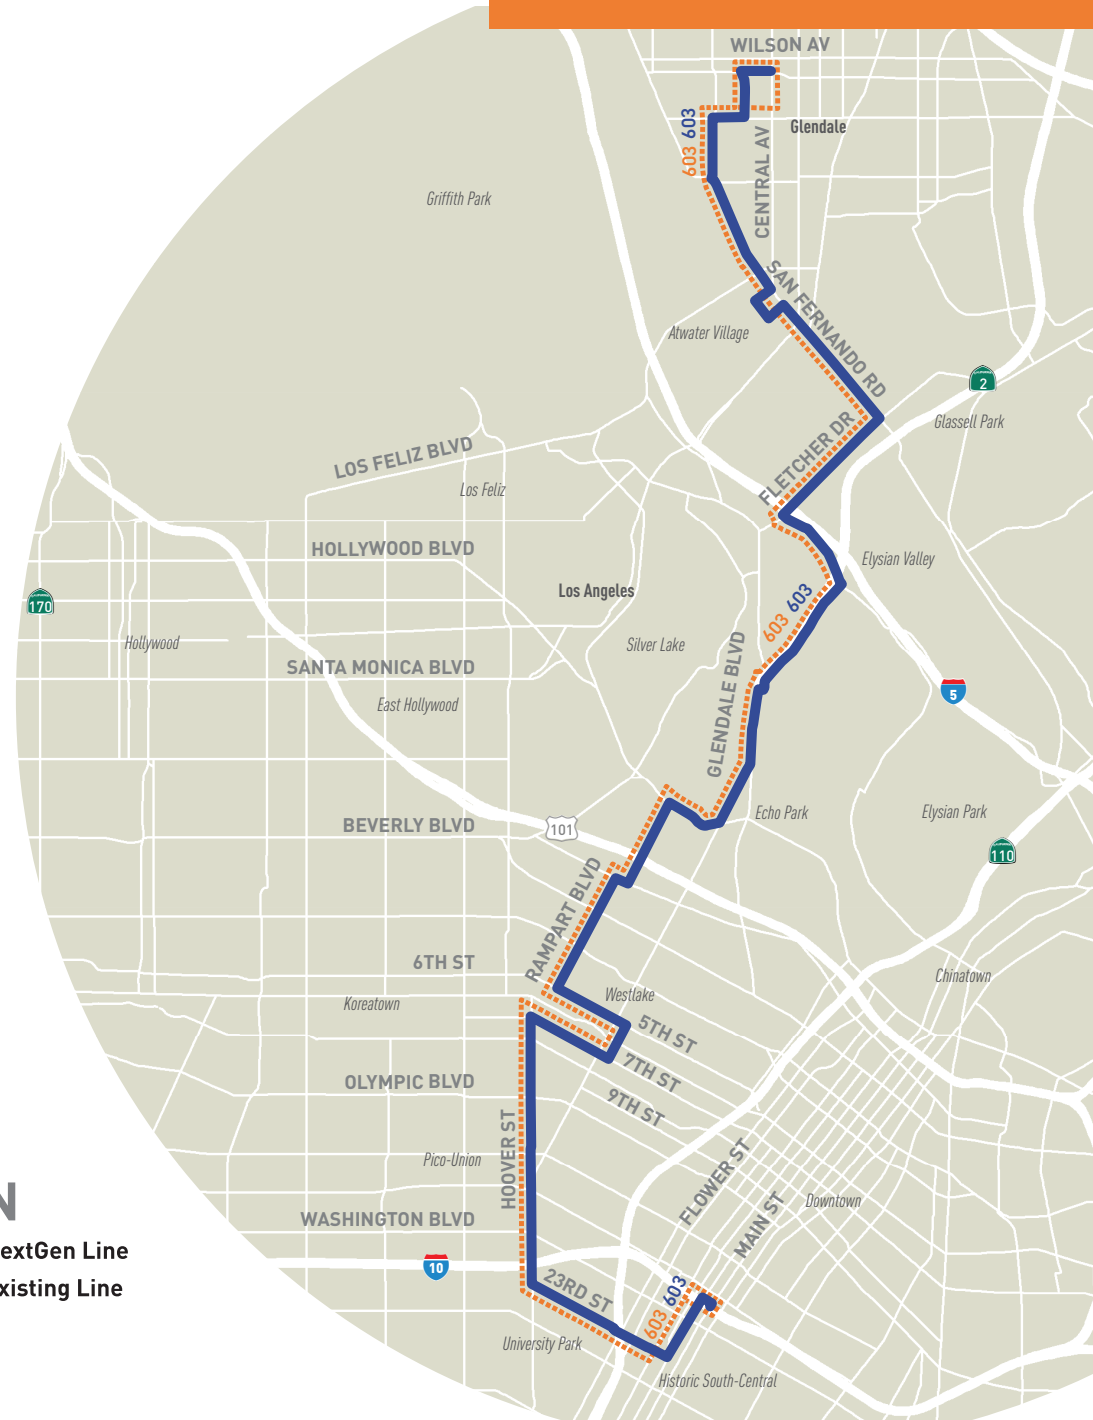 WILSON AV
603 603
CENTRAL AV
Glendale
Griffith Park
SAN FERNANDO RD
Atwater Village
2
Glassell Park
FLETCHER DR
LOS FELIZ BLVD
Los Feliz
HOLLYWOOD BLVD
Elysian Valley
Los Angeles
170
603 603
Hollywood
Silver Lake
GLENDALE BLVD
SANTA MONICA BLVD
East Hollywood
5
Echo Park
Elysian Park
BEVERLY BLVD
101
110
RAMPART BLVD
6TH ST
Chinatown
Koreatown
Westlake
5TH ST
7TH ST
OLYMPIC BLVD
9TH ST
HOOVER ST
Pico-Union
FLOWER ST
N
Downtown
MAIN ST
WASHINGTON BLVD
extGen Line
10
xisting Line
23RD ST
603 603
University Park
Historic South-Central